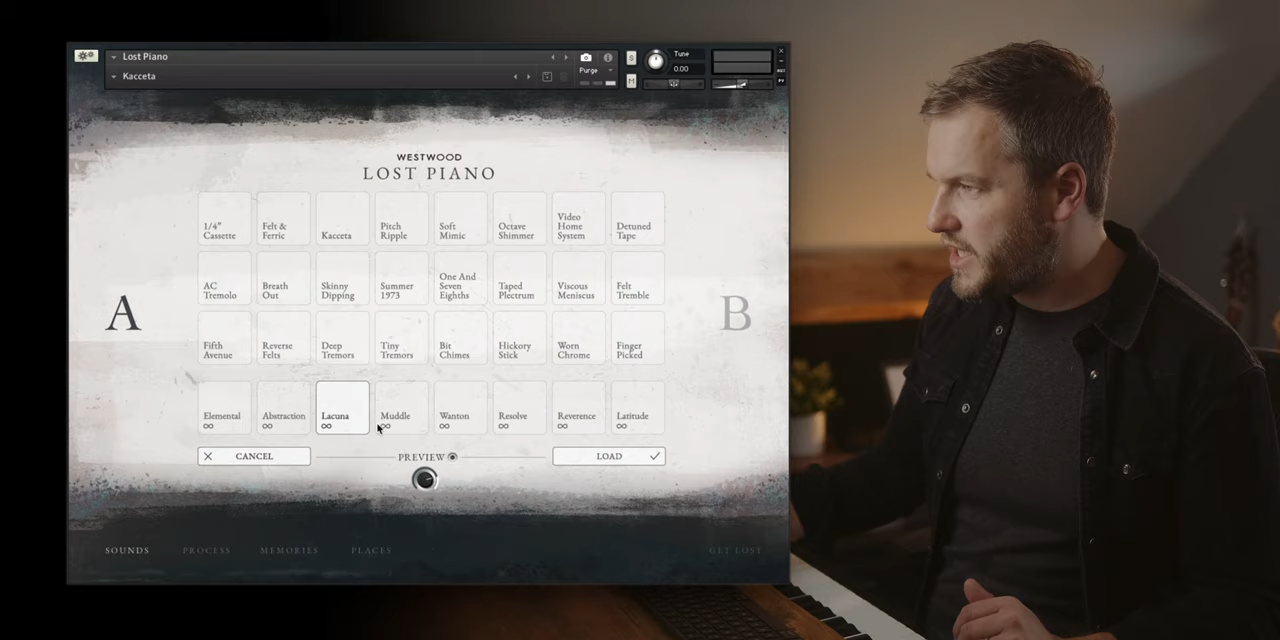 Lost Piano
Kacceta
Purge
S
M
Tune
0.00
WESTWOOD
LOST PIANO
1/4" Cassette
Felt & Ferric
Kacceta
Pitch Ripple
Soft Mimic
Octave Shimmer
Video Home System
Detuned Tape
AC Tremolo
Breath Out
Skinny Dipping
Summer 1973
One And Seven Eighths
Taped Plectrum
Viscous Meniscus
Felt Tremble
Fifth Avenue
Reverse Felts
Deep Tremors
Tiny Tremors
Bit Chimes
Hickory Stick
Worn Chrome
Finger Picked
A
B
Elemental
Abstraction
Lacuna
Muddle
Wanton
Resolve
Reverence
Latitude
CANCEL
PREVIEW
LOAD
SOUNDS
PROCESS
MEMORIES
PLACES
GET LOST